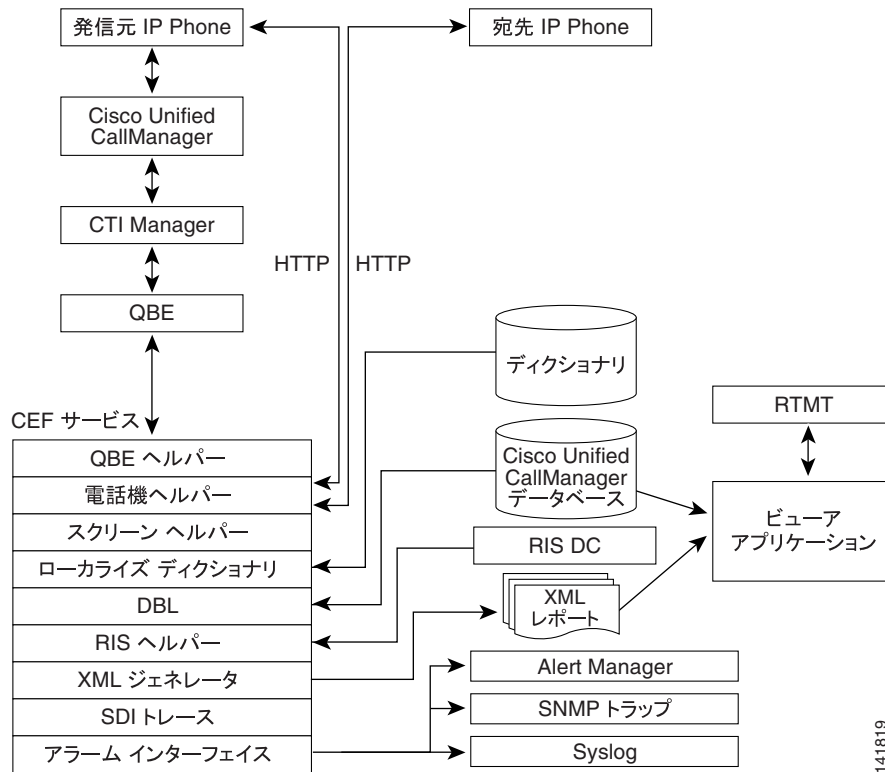 発信元 IP Phone
宛先 IP Phone
Cisco Unified
CallManager
CTI Manager
HTTP
HTTP
QBE
ディクショナリ
RTMT
CEF サービス
QBE ヘルパー
電話機ヘルパー
スクリーン ヘルパー
ローカライズ ディクショナリ
DBL
RIS ヘルパー
XML ジェネレータ
SDI トレース
アラーム インターフェイス
Cisco Unified
CallManager
データベース
RIS DC
XML
レポート
ビューア
アプリケーション
Alert Manager
SNMP トラップ
Syslog
141819